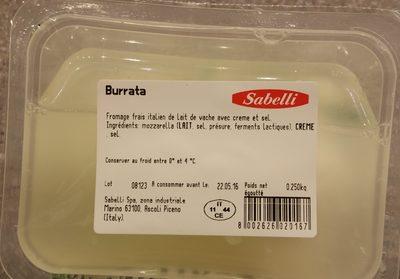 Burrata
Sabelli
Fromage frais italien de lait de vache avec creme et sel.
Ingrédients: mozzarella (LAIT, sel, présure, ferments lactiques), CREME
, sel.
Conserver au froid entre 0° et 4 °C.
Lot 08123 A consommer avant le: 22.05.16 Poids net égoutté 0.250kg
Sabelli Spa, zona industriale
Marino 63100, Ascoli Piceno
(Italy).
IT
11 44
CE
8002626020167